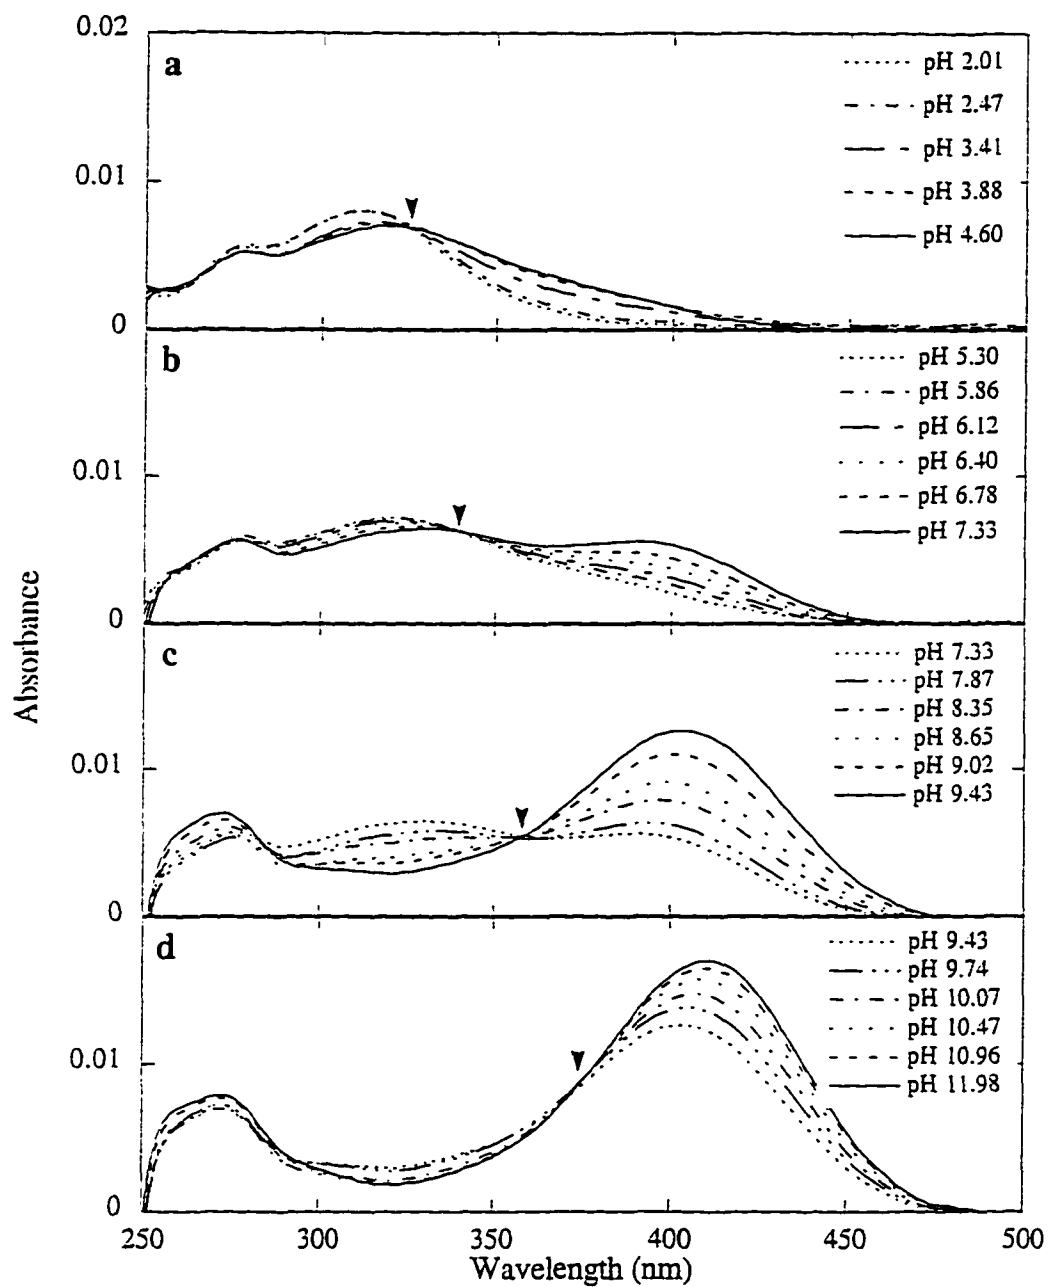 0.02
a
pH 2.01
pH 2.47
0.01
pH 3.41
pH 3.88
pH 4.60
0
b
pH 5.30
pH 5.86
pH 6.12
0.01
pH 6.40
pH 6.78
pH 7.33
0
Absorbance
c
pH 7.33
pH 7.87
pH 8.35
pH 8.65
0.01
pH 9.02
pH 9.43
0
d
pH 9.43
pH 9.74
pH 10.07
pH 10.47
0.01
pH 10.96
pH 11.98
0
250 300 350 400 450 500
Wavelength (nm)